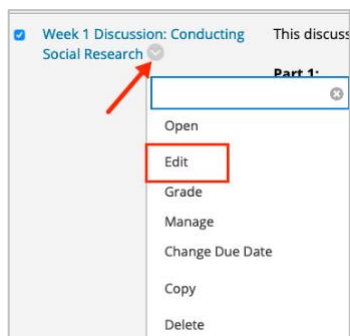 Week 1 Discussion: Conducting
Social Research
This discuss
Part 1:
Open
Edit
Grade
Manage
Change Due Date
Copy
Delete